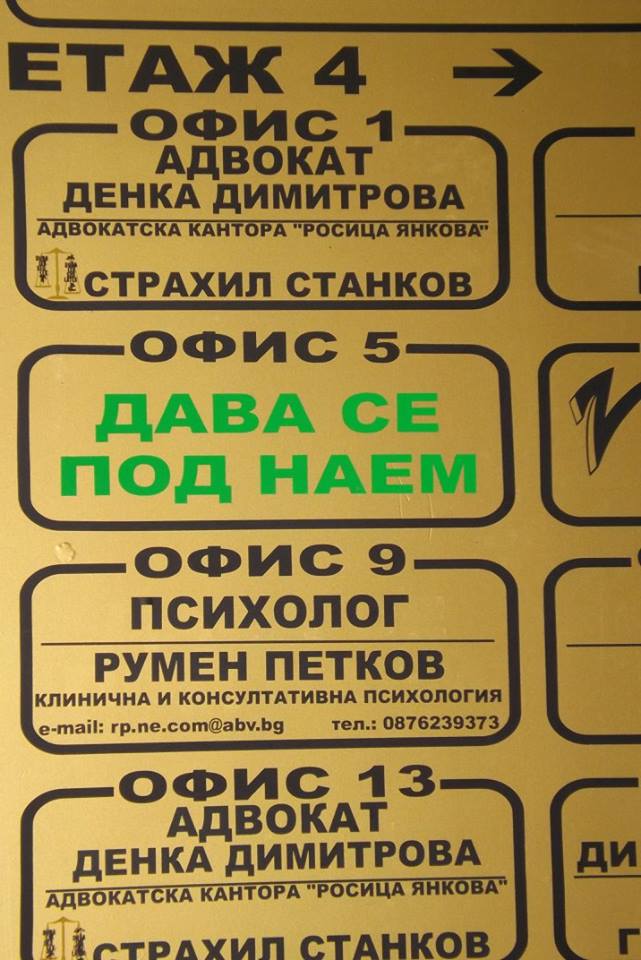 ЕТАЖ 4 →
ОФИС 1
АДВОКАТ
ДЕНКА ДИМИТРОВА
АДВОКАТСКА КАНТОРА "РОСИЦА ЯНКОВА"
СТРАХИЛ СТАНКОВ
ОФИС 5
ДАВА СЕ
ПОД НАЕМ
ОФИС 9
ПСИХОЛОГ
РУМЕН ПЕТКОВ
КЛИНИЧНА И КОНСУЛТАТИВНА ПСИХОЛОГИЯ
e-mail: rp.ne.com@abv.bg тел.: 0876239373
ОФИС 13
АДВОКАТ
ДЕНКА ДИМИТРОВА
АДВОКАТСКА КАНТОРА "РОСИЦА ЯНКОВА"
СТРАХИЛ СТАНКОВ
ДИ